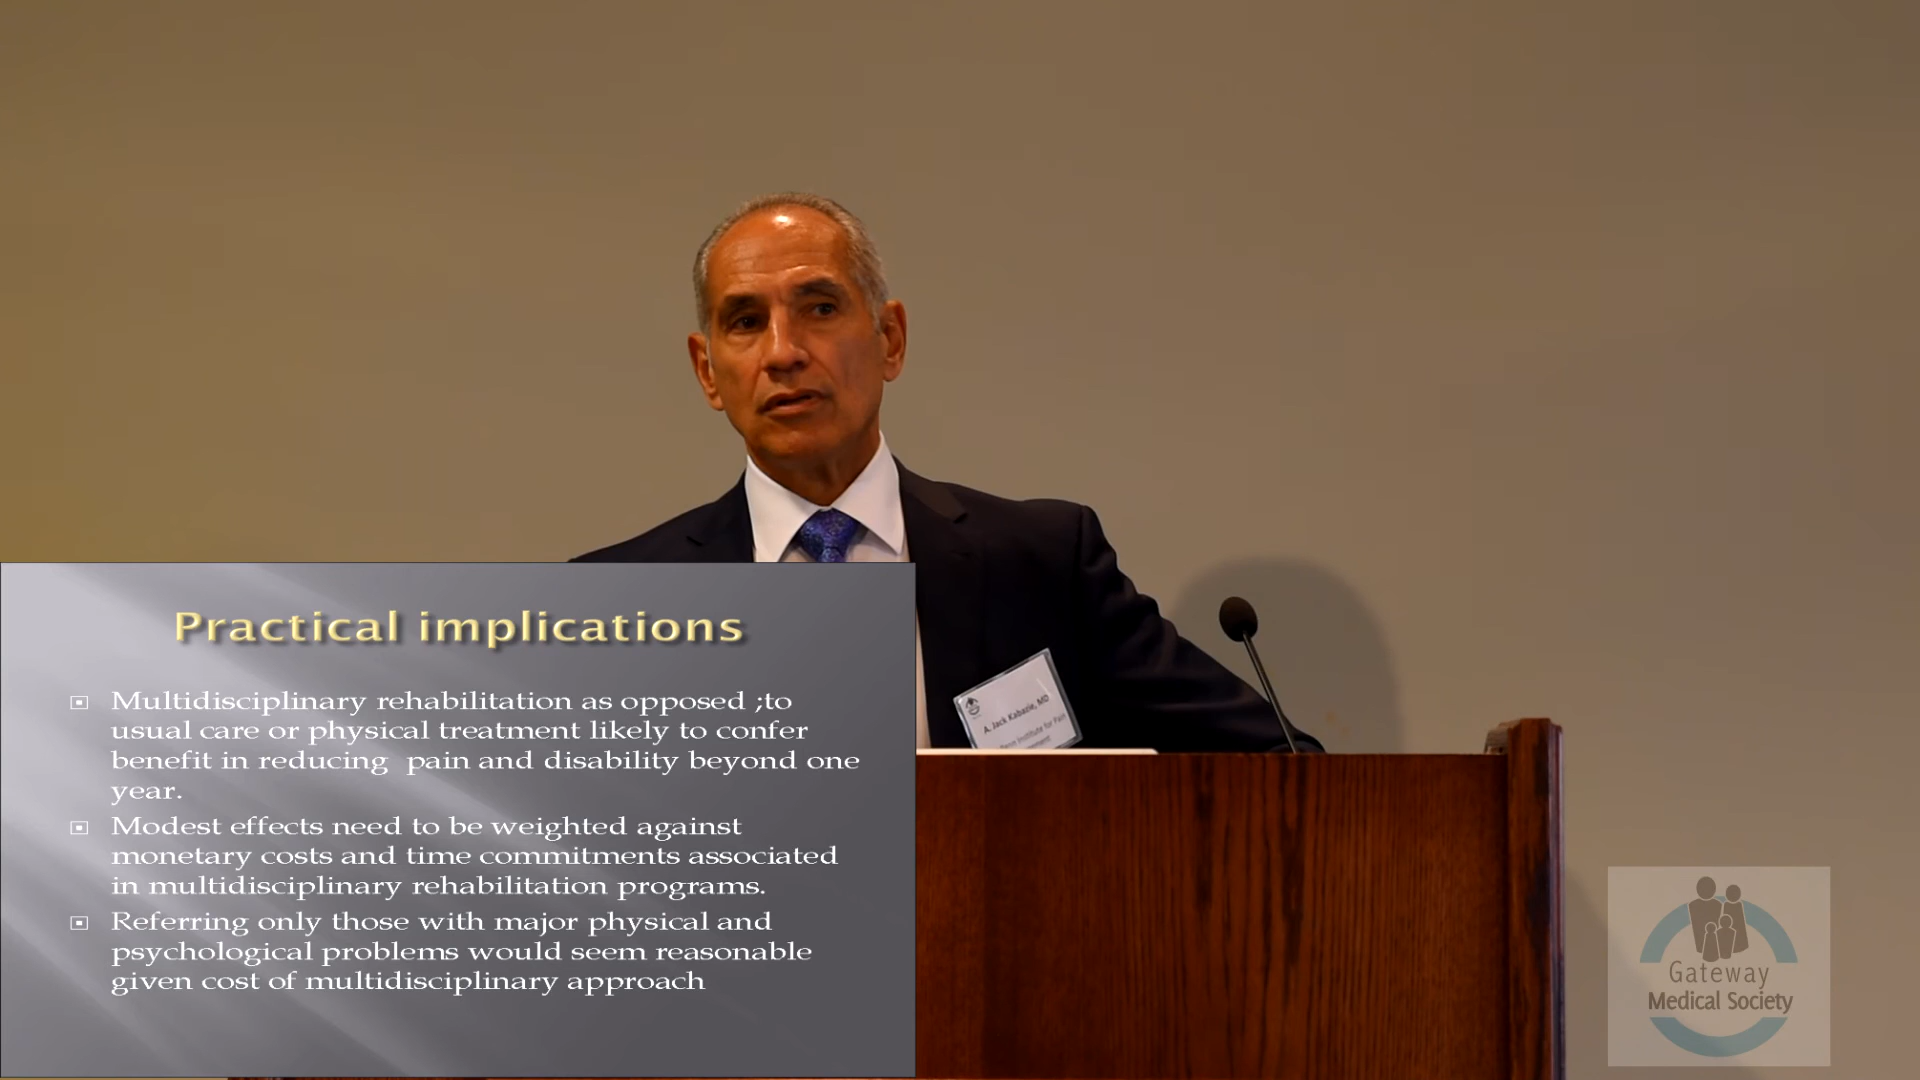 Practical implications
Multidisciplinary rehabilitation as opposed ;to
usual care or physical treatment likely to confer
benefit in reducing  pain and disability beyond one
year.
Modest effects need to be weighted against
monetary costs and time commitments associated
in multidisciplinary rehabilitation programs.
Referring only those with major physical and
psychological problems would seem reasonable
given cost of multidisciplinary approach
A. Jack Kabazie, MD
Institute for Pain
Gateway
Medical Society